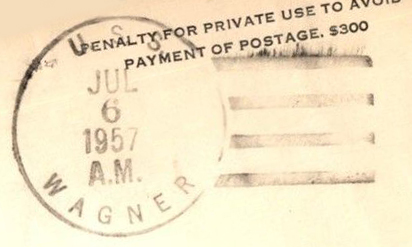 PENALTY FOR PRIVATE USE TO AVOID
PAYMENT OF POSTAGE, $300
U S S
JUL
6
1957
A.M.
WAGNER